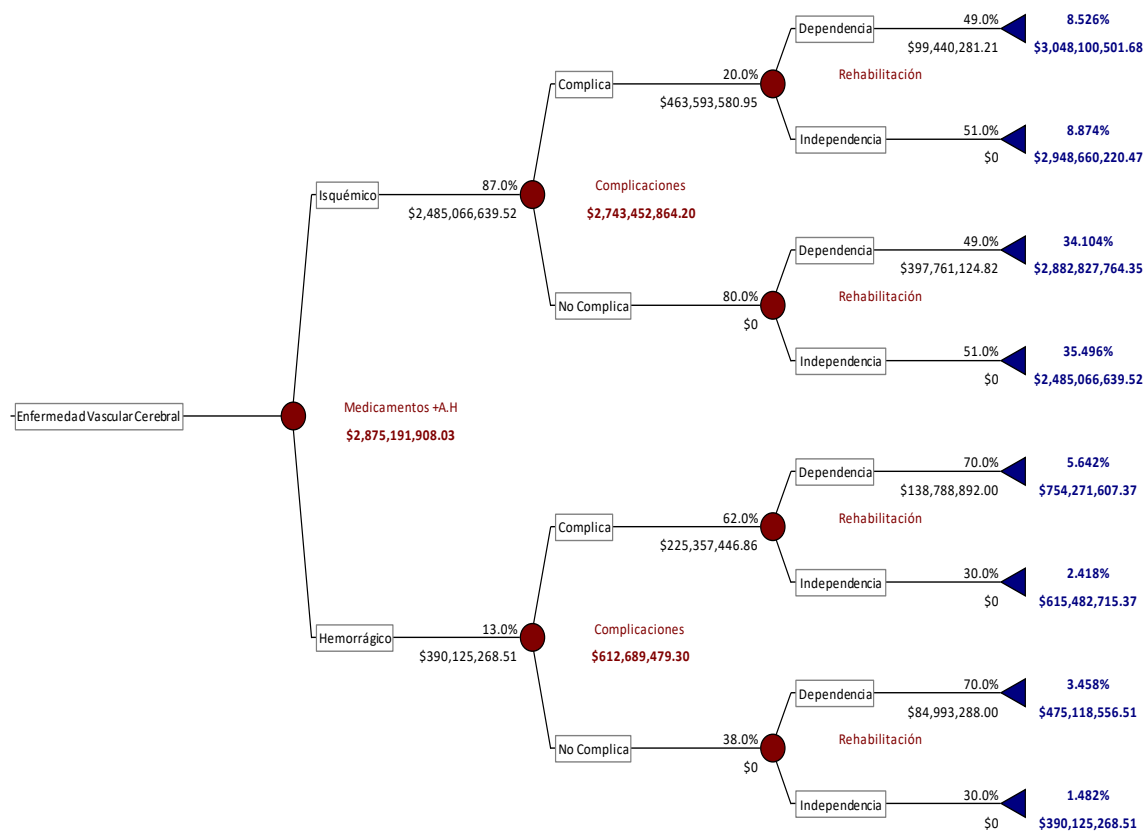 Dependencia 49.0% 8.526%
$99,440,281.21 $3,048,100,501.68
Complica 20.0% Rehabilitación
$463,593,580.95
Independencia 51.0% 8.874%
$0 $2,948,660,220.47
Isquémico 87.0% Complicaciones
$2,485,066,639.52 $2,743,452,864.20
Dependencia 49.0% 34.104%
$397,761,124.82 $2,882,827,764.35
No Complica 80.0% Rehabilitación
$0
Independencia 51.0% 35.496%
$0 $2,485,066,639.52
Enfermedad Vascular Cerebral Medicamentos +A.H
$2,875,191,908.03
Dependencia 70.0% 5.642%
$138,788,892.00 $754,271,607.37
Complica 62.0% Rehabilitación
$225,357,446.86
Independencia 30.0% 2.418%
$0 $615,482,715.37
Hemorrágico 13.0% Complicaciones
$390,125,268.51 $612,689,479.30
Dependencia 70.0% 3.458%
$84,993,288.00 $475,118,556.51
No Complica 38.0% Rehabilitación
$0
Independencia 30.0% 1.482%
$0 $390,125,268.51